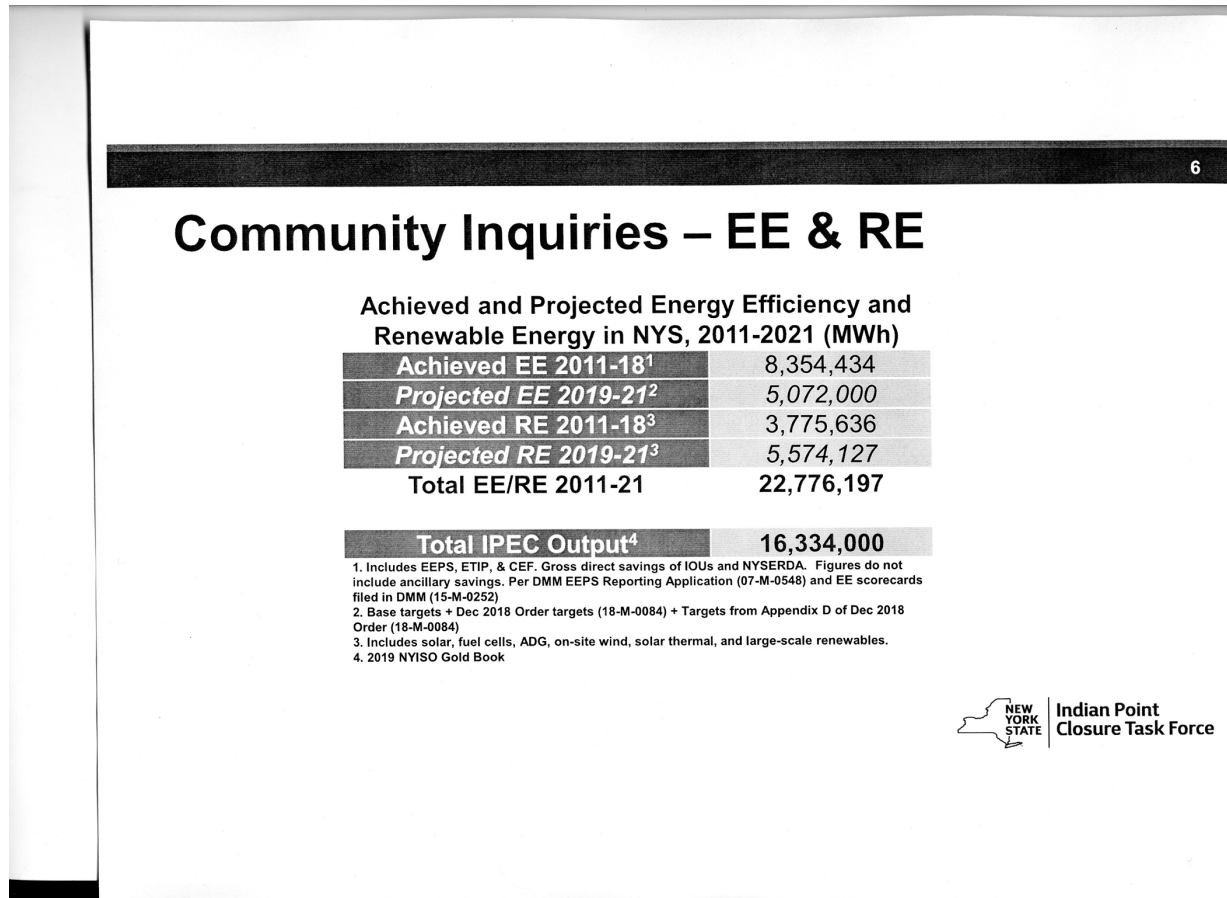 6
Community Inquiries – EE & RE
Achieved and Projected Energy Efficiency and
Renewable Energy in NYS, 2011-2021 (MWh)
Achieved EE 2011-18¹ 8,354,434
Projected EE 2019-21² 5,072,000
Achieved RE 2011-18³ 3,775,636
Projected RE 2019-21³ 5,574,127
Total EE/RE 2011-21 22,776,197
Total IPEC Output⁴ 16,334,000
1. Includes EEPS, ETIP, & CEF. Gross direct savings of IOUs and NYSERDA. Figures do not
include ancillary savings. Per DMM EEPS Reporting Application (07-M-0548) and EE scorecards
filed in DMM (15-M-0252)
2. Base targets + Dec 2018 Order targets (18-M-0084) + Targets from Appendix D of Dec 2018
Order (18-M-0084)
3. Includes solar, fuel cells, ADG, on-site wind, solar thermal, and large-scale renewables.
4. 2019 NYISO Gold Book
NEW
YORK
STATE
Indian Point
Closure Task Force